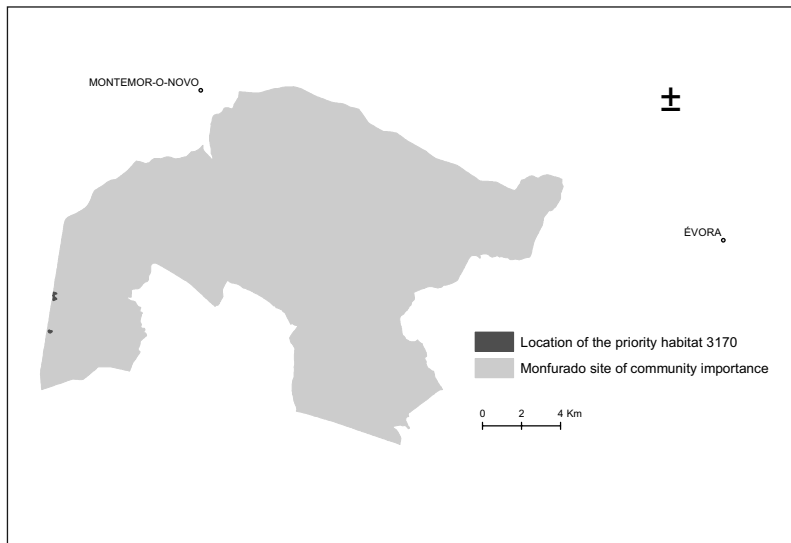 MONTEMOR-O-NOVO
±
ÉVORA
Location of the priority habitat 3170
Monfurado site of community importance
0 2 4 Km